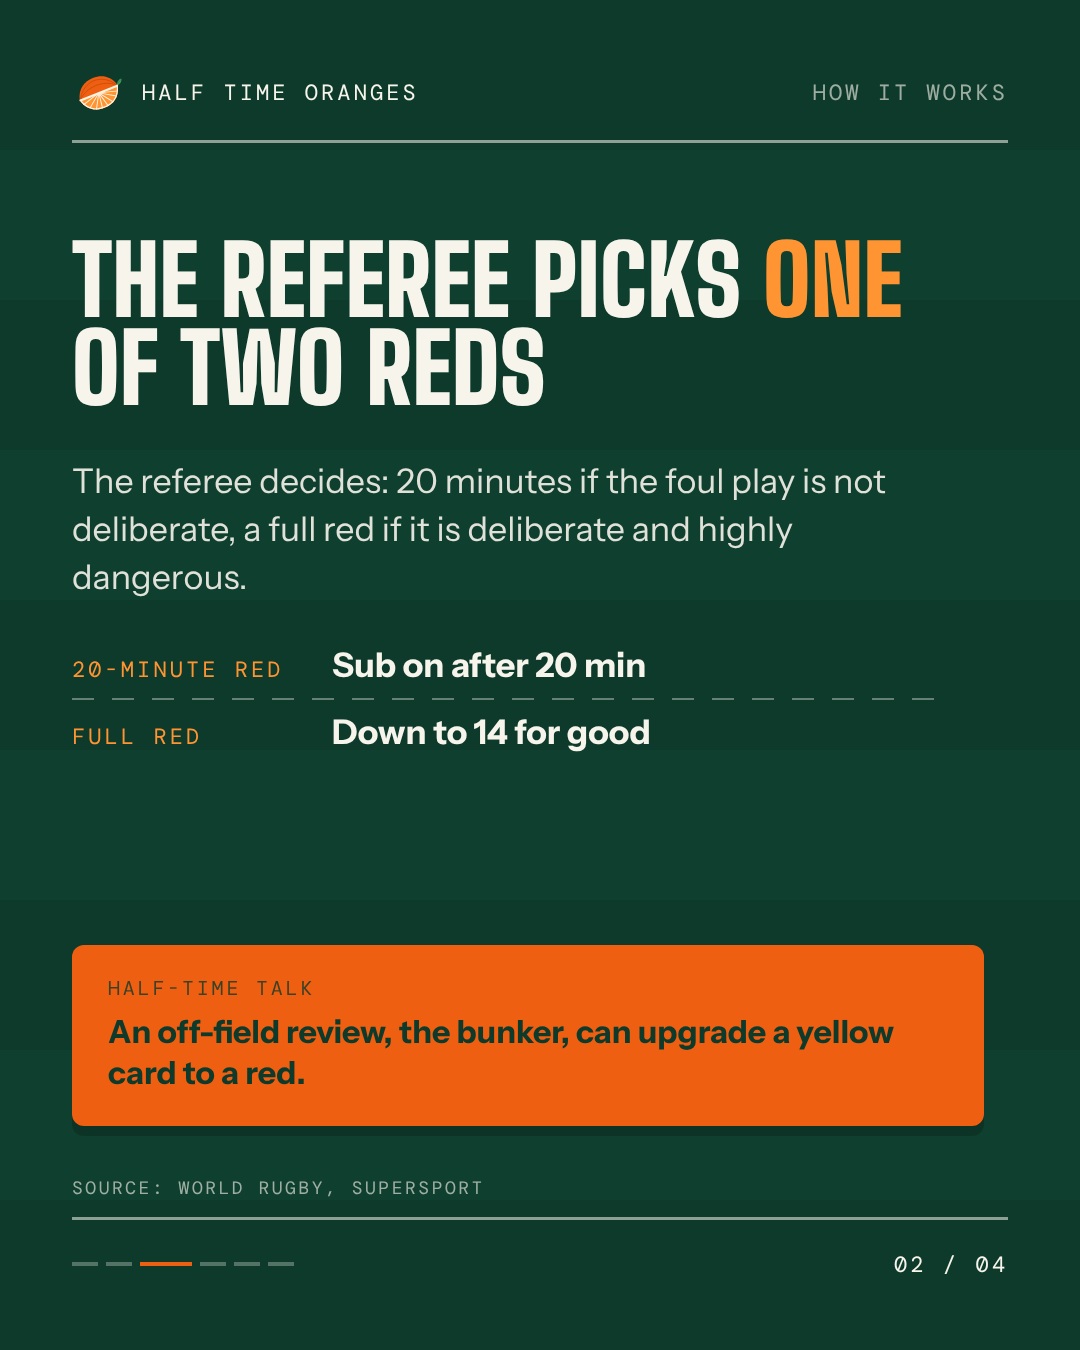 HALF TIME ORANGES
HOW IT WORKS
THE REFEREE PICKS ONE
OF TWO REDS
The referee decides: 20 minutes if the foul play is not
deliberate, a full red if it is deliberate and highly
dangerous.
20-MINUTE RED Sub on after 20 min
FULL RED Down to 14 for good
HALF-TIME TALK
An off-field review, the bunker, can upgrade a yellow
card to a red.
SOURCE: WORLD RUGBY, SUPERSPORT
02 / 04